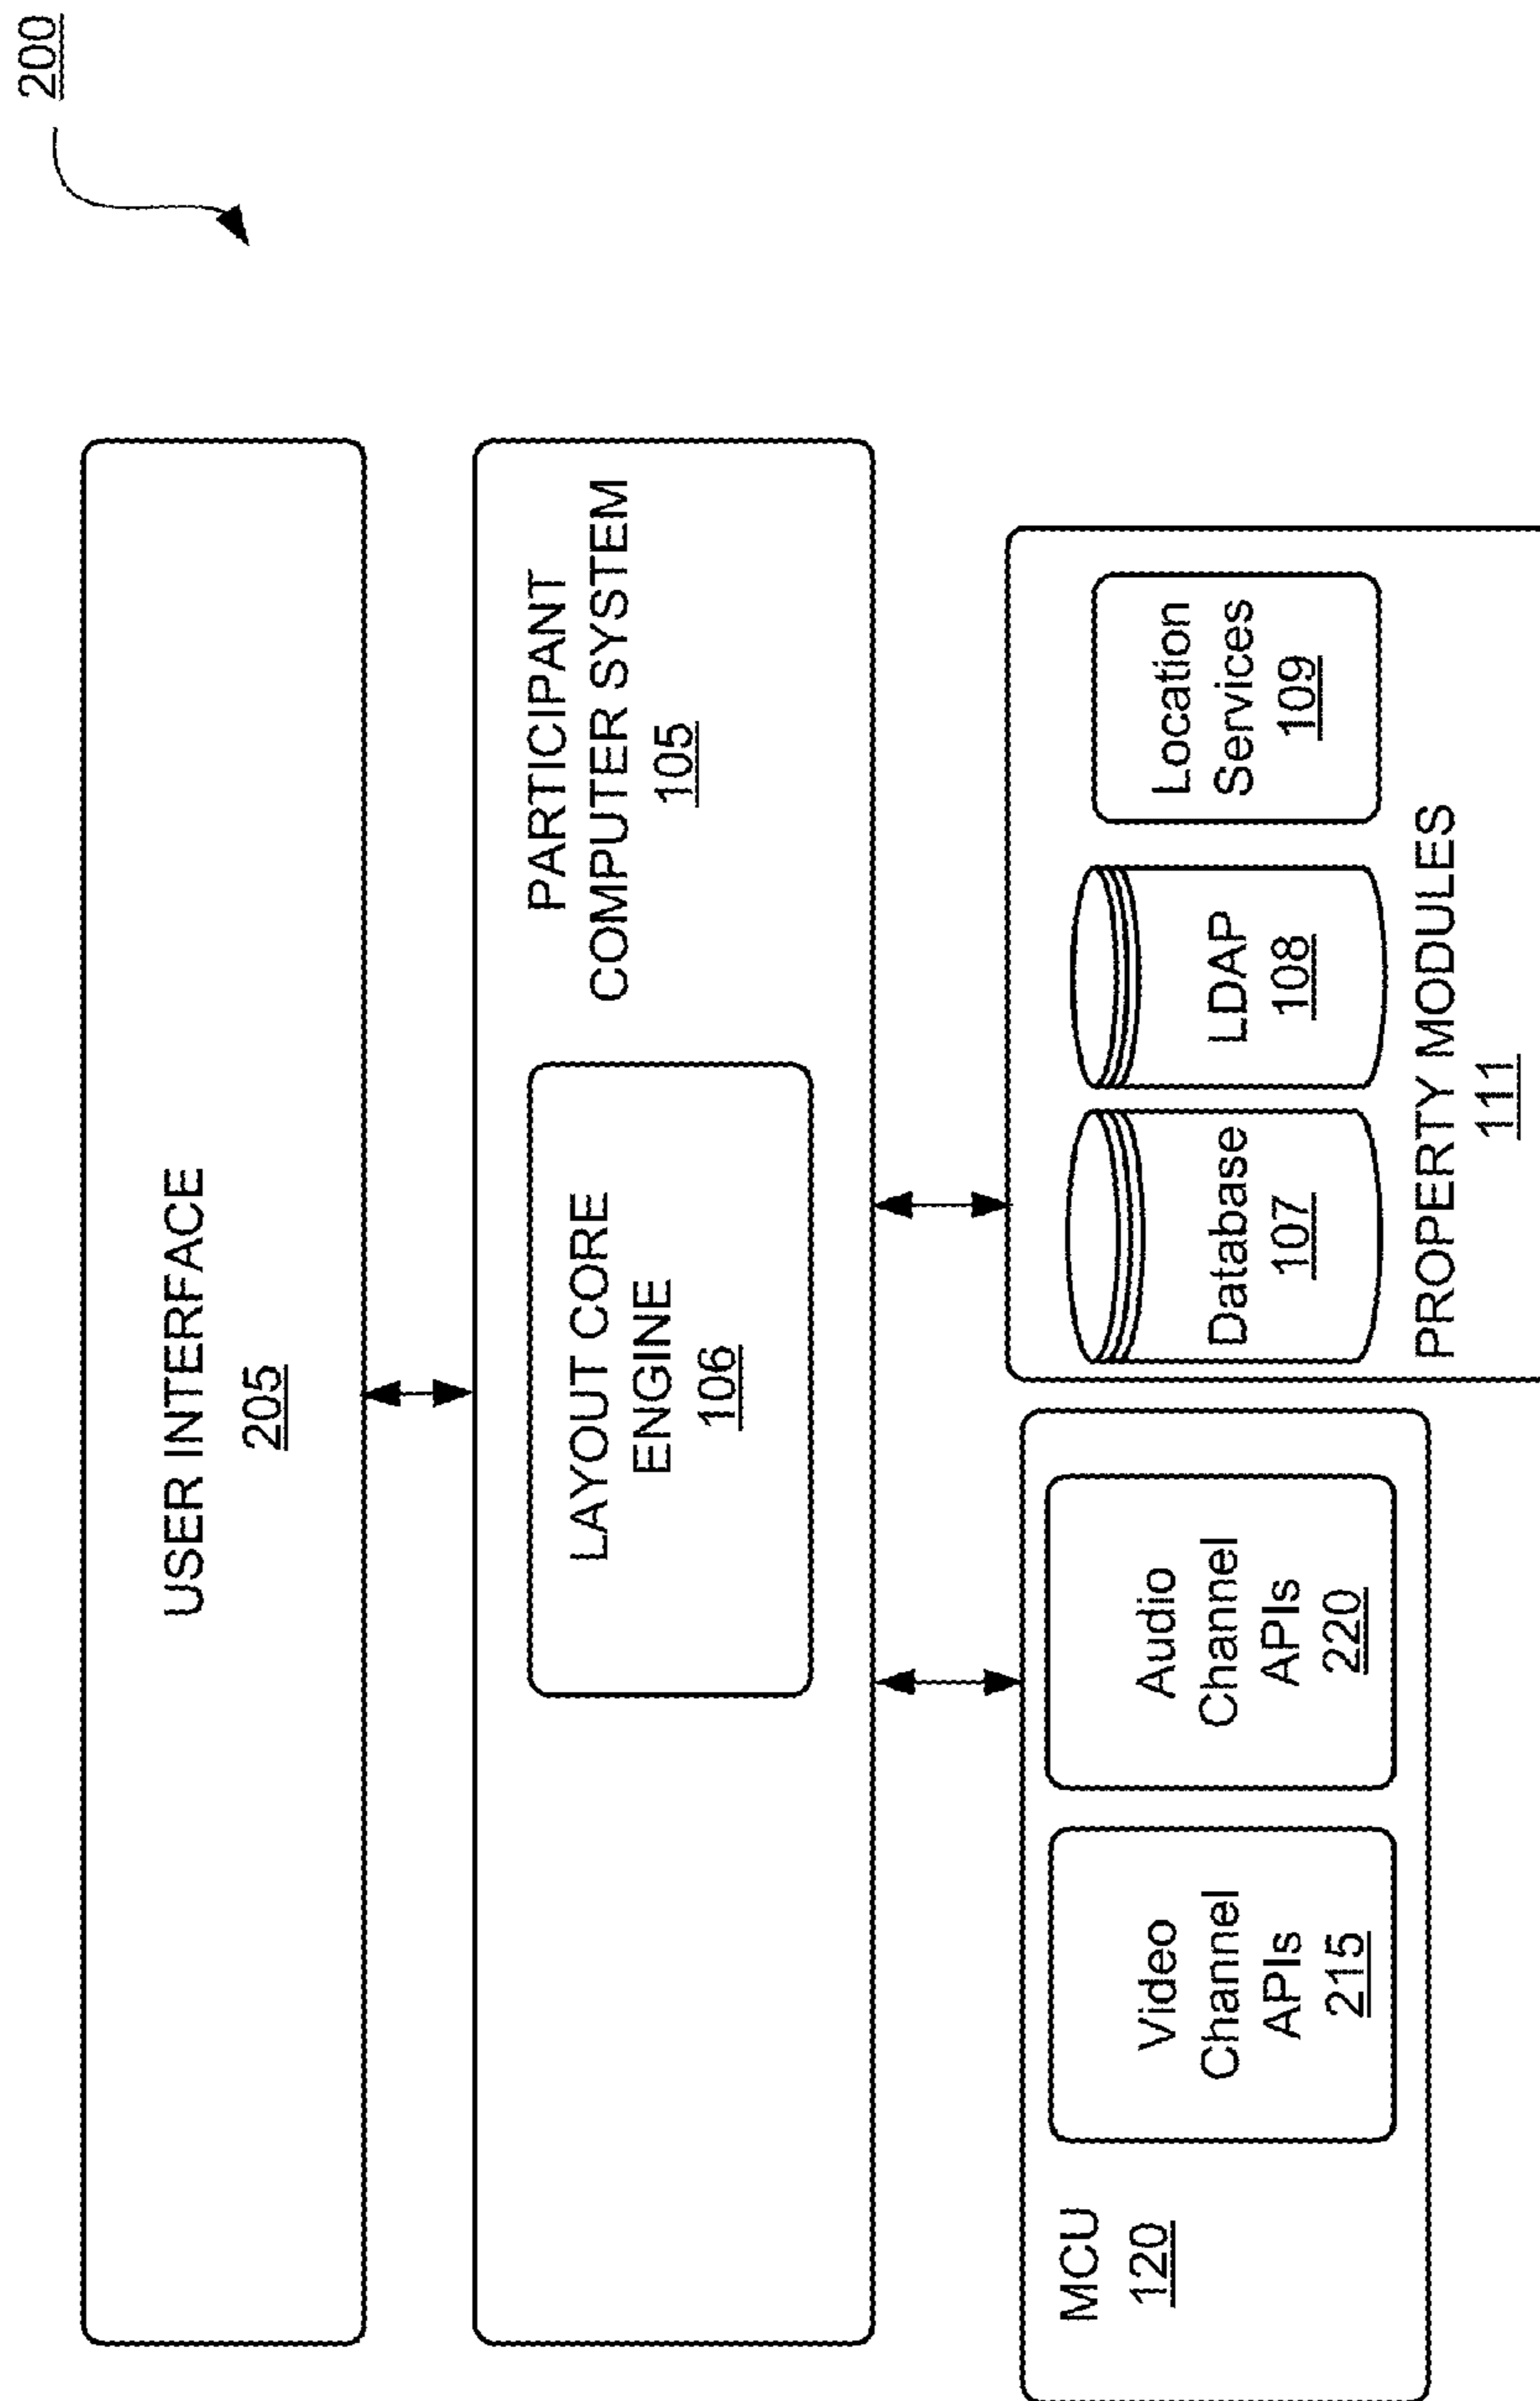 200
USER INTERFACE
205
PARTICIPANT
COMPUTER SYSTEM
105
LAYOUT CORE
ENGINE
106
MCU
120
Video
Channel
APIs
215
Audio
Channel
APIs
220
Database
107
LDAP
108
Location
Services
109
PROPERTY MODULES
111